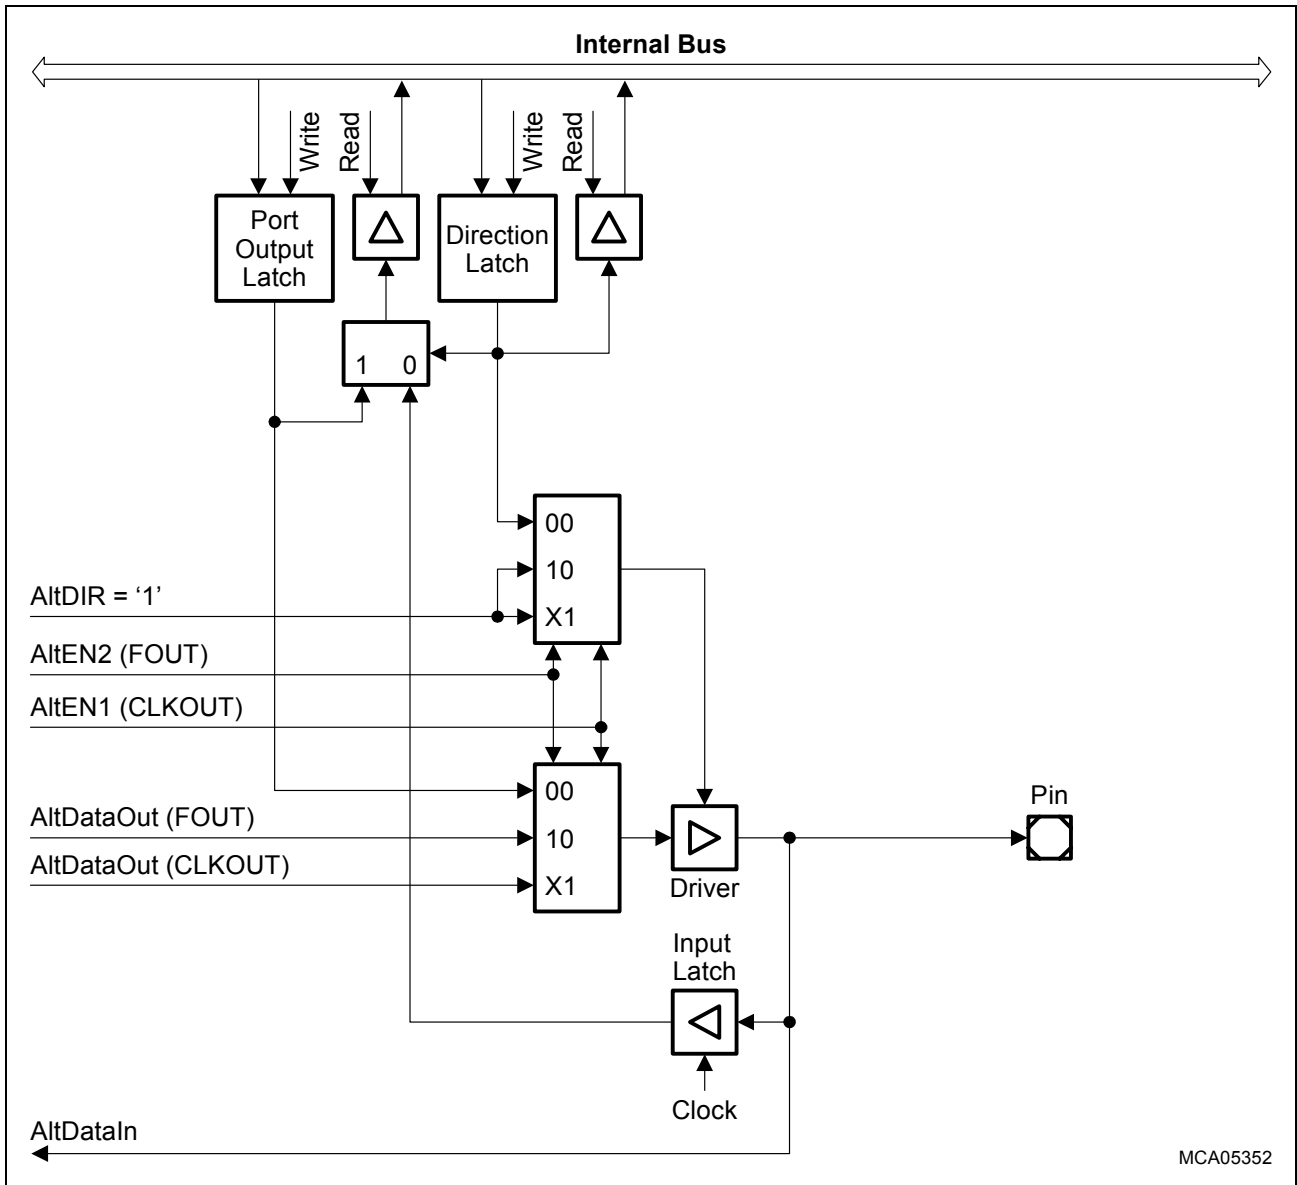 Internal Bus
Write
Read
Write
Read
Port
Output
Latch
Direction
Latch
1 0
00
10
X1
AltDIR = ‘1’
AltEN2 (FOUT)
AltEN1 (CLKOUT)
00
10
X1
AltDataOut (FOUT)
AltDataOut (CLKOUT)
Driver
Pin
Input
Latch
Clock
AltDataIn
MCA05352